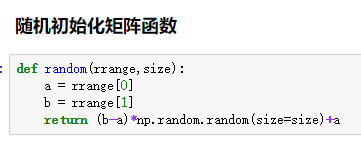 随机初始化矩阵函数
:
def random(rrange,size):
    a = rrange[0]
    b = rrange[1]
    return (b-a)*np.random.random(size=size)+a